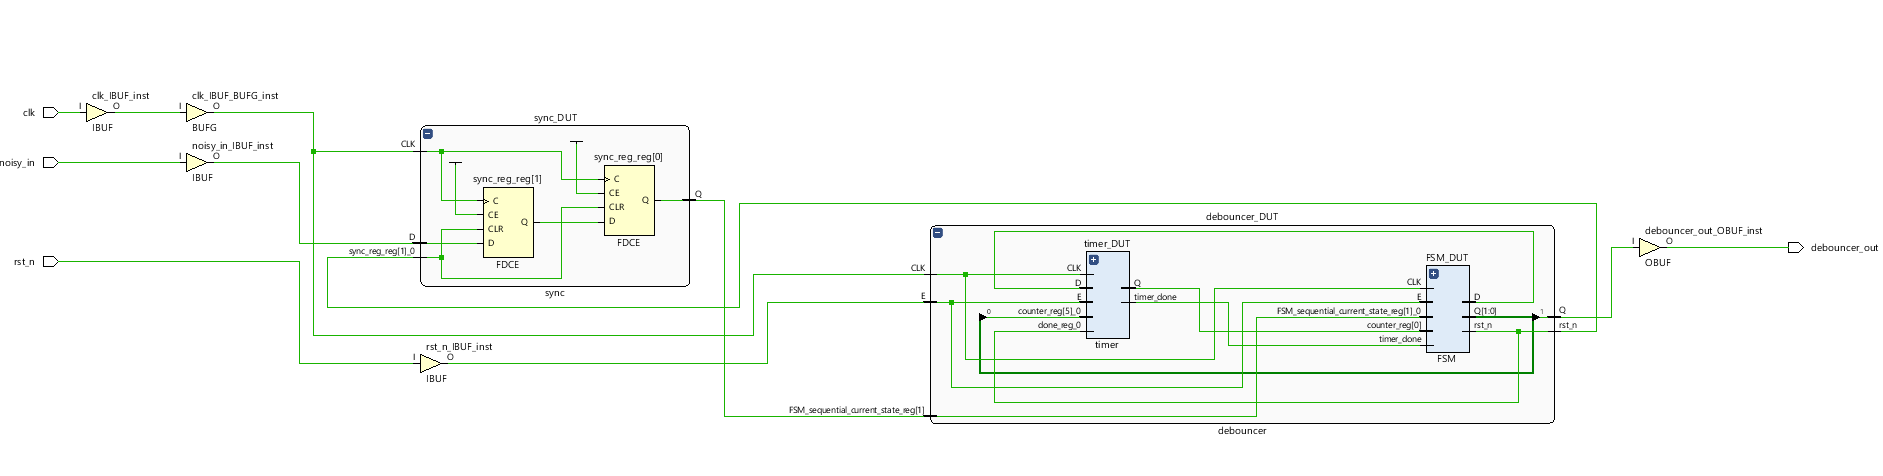 clk
I
clk_IBUF_inst
O
IBUF
I
clk_IBUF_BUFG_inst
O
BUFG
noisy_in
I
noisy_in_IBUF_inst
O
IBUF
rst_n
I
rst_n_IBUF_inst
O
IBUF
sync_DUT
CLK
D
sync_reg_reg[1]_0
sync_reg_reg[1]
C
CE
CLR
D
Q
FDCE
sync_reg_reg[0]
C
CE
CLR
D
Q
FDCE
Q
sync
debouncer_DUT
CLK
E
FSM_sequential_current_state_reg[1]
timer_DUT
CLK
D
E
0
counter_reg[5]_0
done_reg_0
Q
timer_done
timer
FSM_DUT
CLK
E
FSM_sequential_current_state_reg[1]_0
counter_reg[0]
timer_done
D
Q[1:0]
rst_n
FSM
1
Q
rst_n
debouncer
I
debouncer_out_OBUF_inst
O
OBUF
debouncer_out